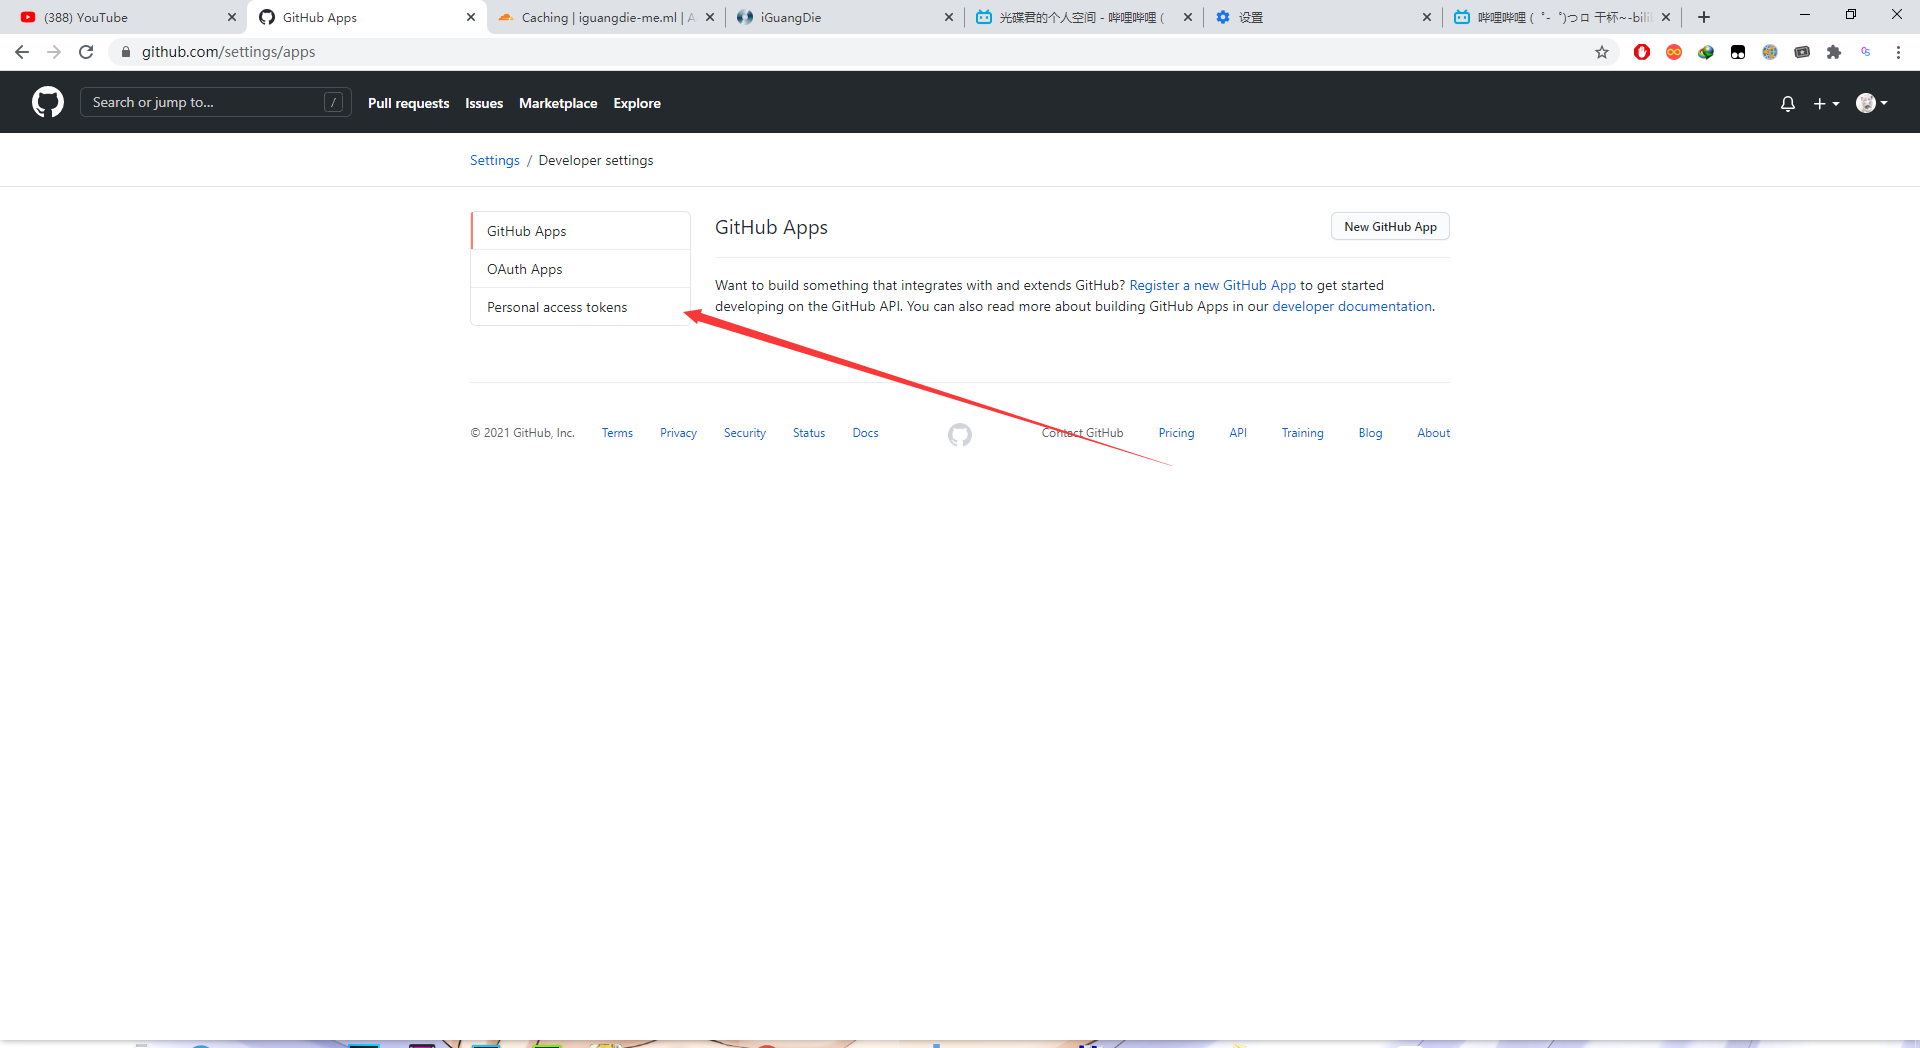 (388) YouTube
GitHub Apps
Caching | iguangdie-me.ml | A
iGuangDie
光碟君的个人空间 - 哔哩哔哩 (
设置
哔哩哔哩 ( ゜- ゜)つロ 干杯~-bili
github.com/settings/apps
Search or jump to...
/
Pull requests
Issues
Marketplace
Explore
Settings / Developer settings
GitHub Apps
OAuth Apps
Personal access tokens
GitHub Apps
New GitHub App
Want to build something that integrates with and extends GitHub? Register a new GitHub App to get started
developing on the GitHub API. You can also read more about building GitHub Apps in our developer documentation.
© 2021 GitHub, Inc.
Terms
Privacy
Security
Status
Docs
Contact GitHub
Pricing
API
Training
Blog
About